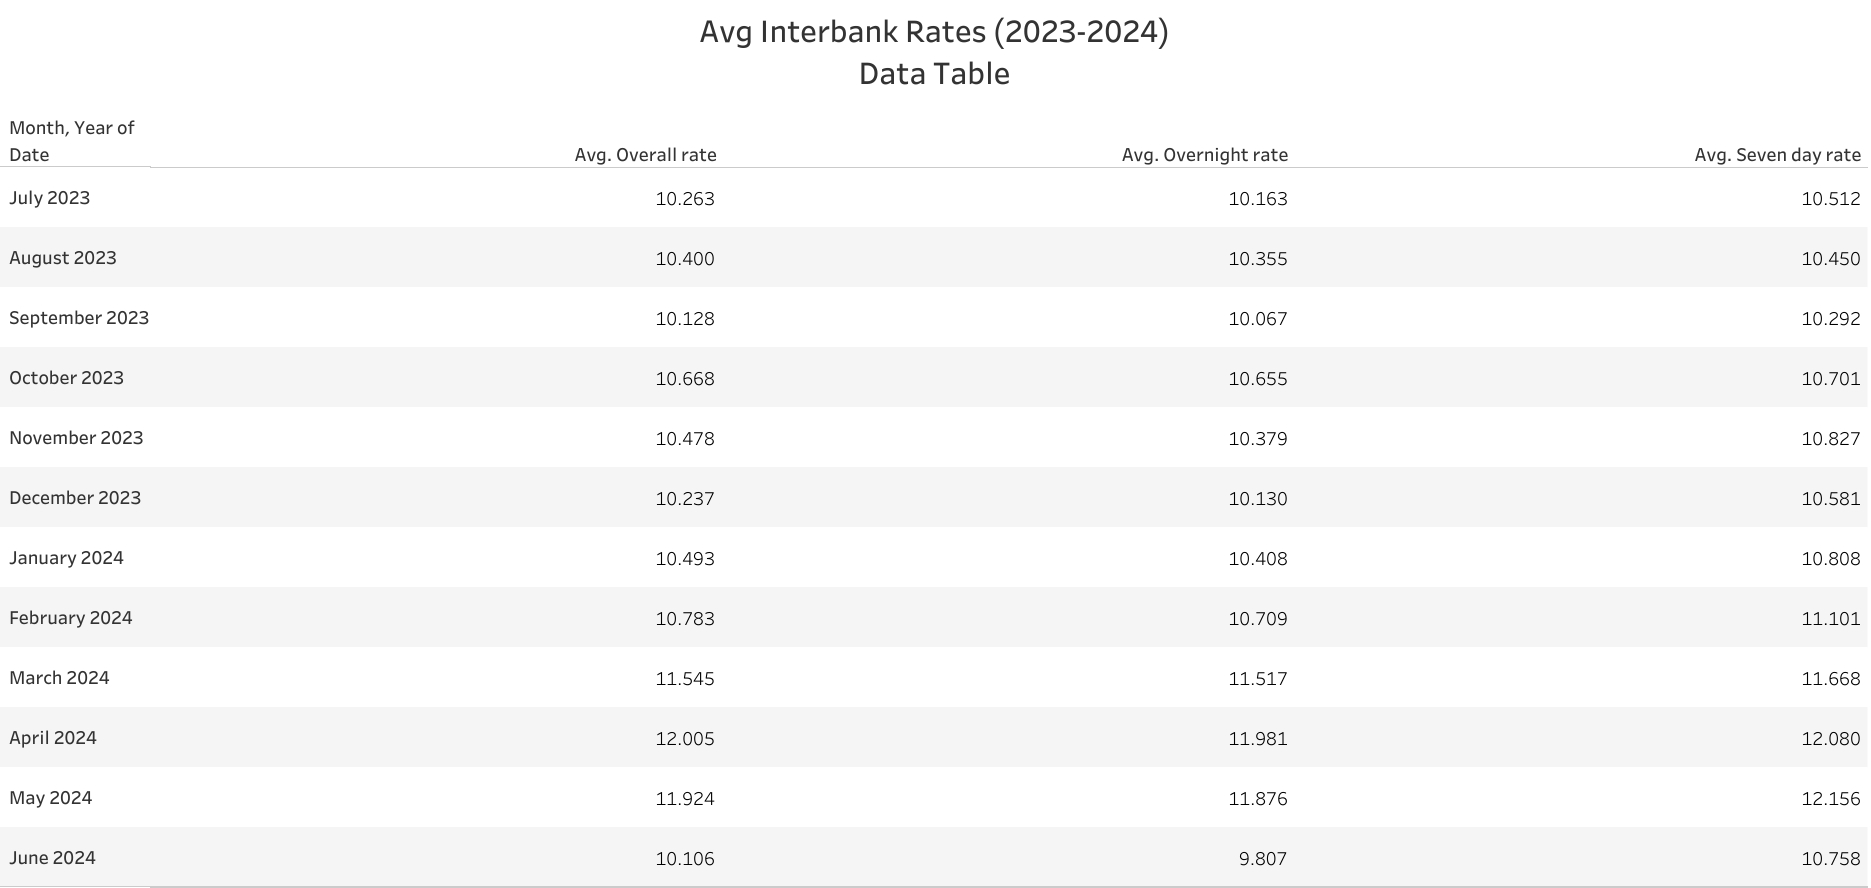 Avg Interbank Rates (2023-2024)
Data Table
Month, Year of
Date Avg. Overall rate Avg. Overnight rate Avg. Seven day rate
July 2023 10.263 10.163 10.512
August 2023 10.400 10.355 10.450
September 2023 10.128 10.067 10.292
October 2023 10.668 10.655 10.701
November 2023 10.478 10.379 10.827
December 2023 10.237 10.130 10.581
January 2024 10.493 10.408 10.808
February 2024 10.783 10.709 11.101
March 2024 11.545 11.517 11.668
April 2024 12.005 11.981 12.080
May 2024 11.924 11.876 12.156
June 2024 10.106 9.807 10.758